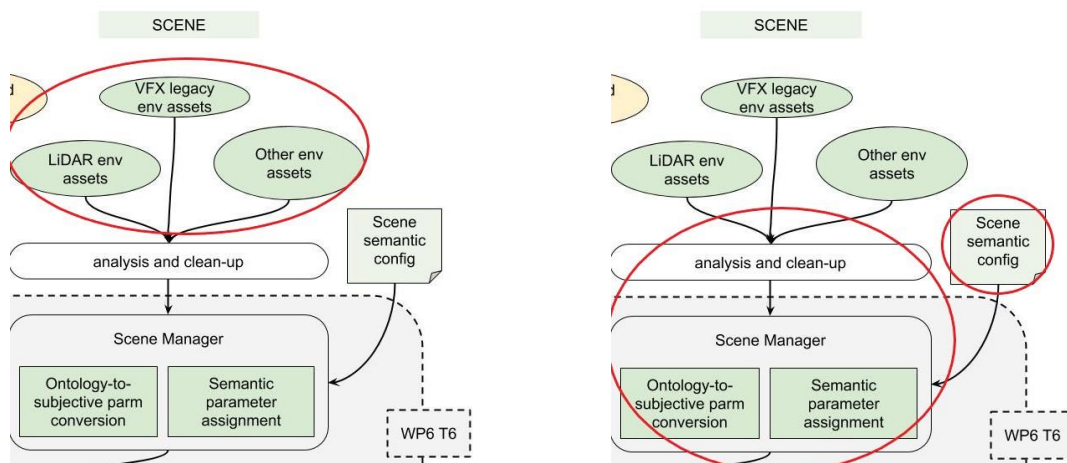 SCENE
d
VFX legacy
env assets
LiDAR env
assets
Other env
assets
Scene
semantic
config
analysis and clean-up
Scene Manager
Ontology-to-
subjective parm
conversion
Semantic
parameter
assignment
WP6 T6
SCENE
d
VFX legacy
env assets
LiDAR env
assets
Other env
assets
Scene
semantic
config
analysis and clean-up
Scene Manager
Ontology-to-
subjective parm
conversion
Semantic
parameter
assignment
WP6 T6